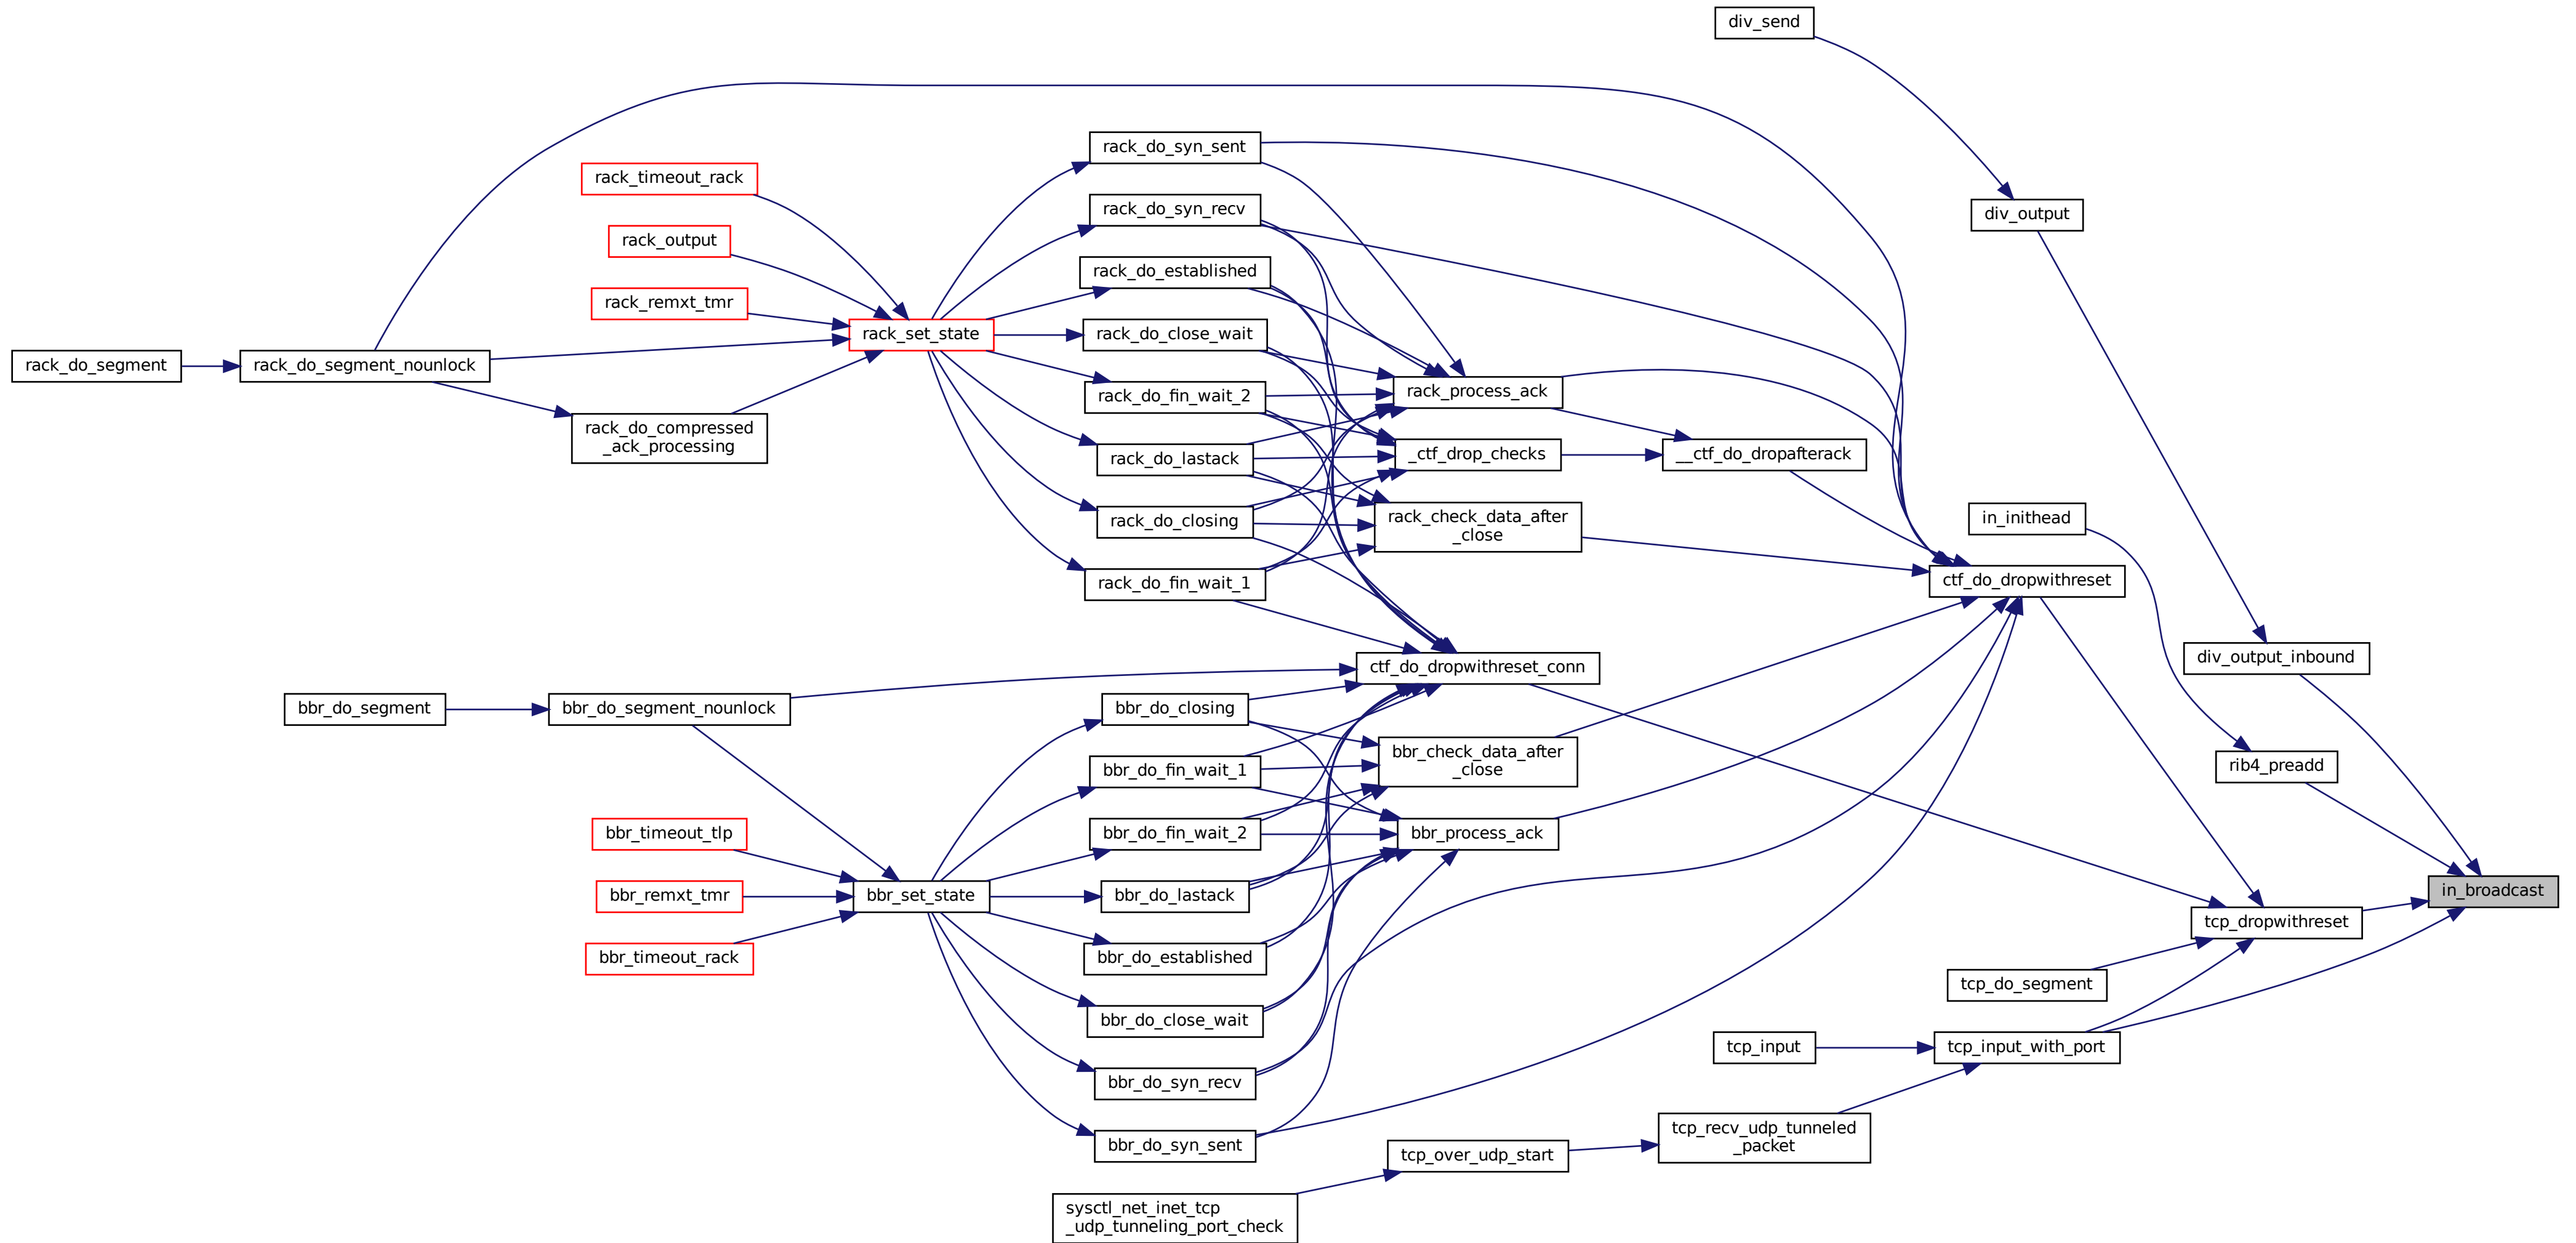 div_send
rack_do_syn_sent
rack_timeout_rack
rack_do_syn_recv
div_output
rack_output
rack_do_established
rack_remxt_tmr
rack_set_state
rack_do_close_wait
rack_do_segment
rack_do_segment_nounlock
rack_do_fin_wait_2
rack_process_ack
rack_do_compressed
_ack_processing
rack_do_lastack
_ctf_drop_checks
__ctf_do_dropafterack
rack_do_closing
rack_check_data_after
_close
in_inithead
rack_do_fin_wait_1
ctf_do_dropwithreset
ctf_do_dropwithreset_conn
div_output_inbound
bbr_do_segment
bbr_do_segment_nounlock
bbr_do_closing
bbr_do_fin_wait_1
bbr_check_data_after
_close
rib4_preadd
bbr_timeout_tlp
bbr_do_fin_wait_2
bbr_process_ack
bbr_remxt_tmr
bbr_set_state
bbr_do_lastack
in_broadcast
tcp_dropwithreset
bbr_timeout_rack
bbr_do_established
tcp_do_segment
bbr_do_close_wait
tcp_input
tcp_input_with_port
bbr_do_syn_recv
bbr_do_syn_sent
tcp_over_udp_start
tcp_recv_udp_tunneled
_packet
sysctl_net_inet_tcp
_udp_tunneling_port_check